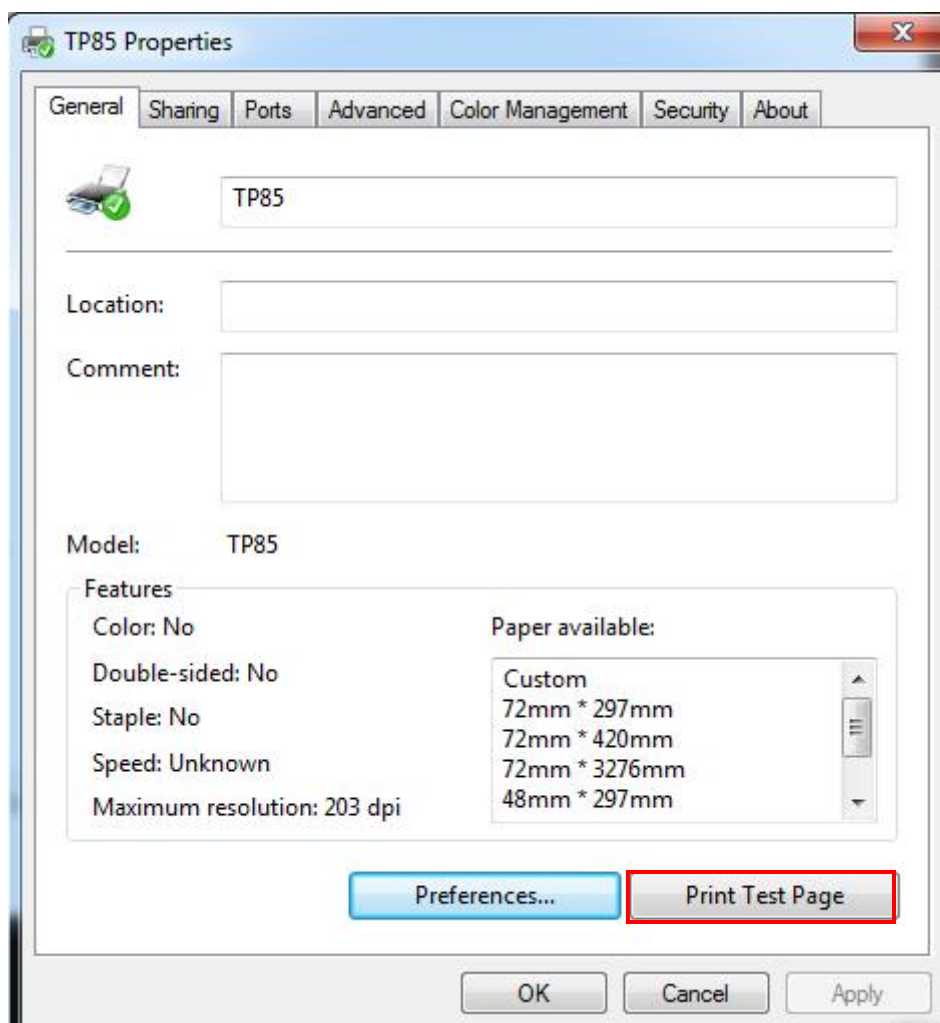 TP85 Properties
General Sharing Ports Advanced Color Management Security About
TP85
Location:
Comment:
Model: TP85
Features
Color: No
Double-sided: No
Staple: No
Speed: Unknown
Maximum resolution: 203 dpi
Paper available:
Custom
72mm * 297mm
72mm * 420mm
72mm * 3276mm
48mm * 297mm
Preferences... Print Test Page
OK Cancel Apply